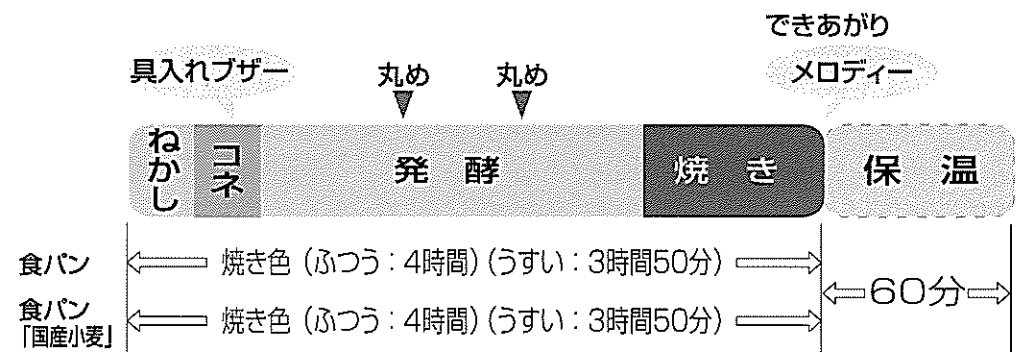 できあがり
メロディー
具入れブザー
丸め
丸め
ねかし
コネ
発酵
焼き
保温
食パン
焼き色（ふつう：4時間）（うすい：3時間50分）
食パン
「国産小麦」
焼き色（ふつう：4時間）（うすい：3時間50分）
60分